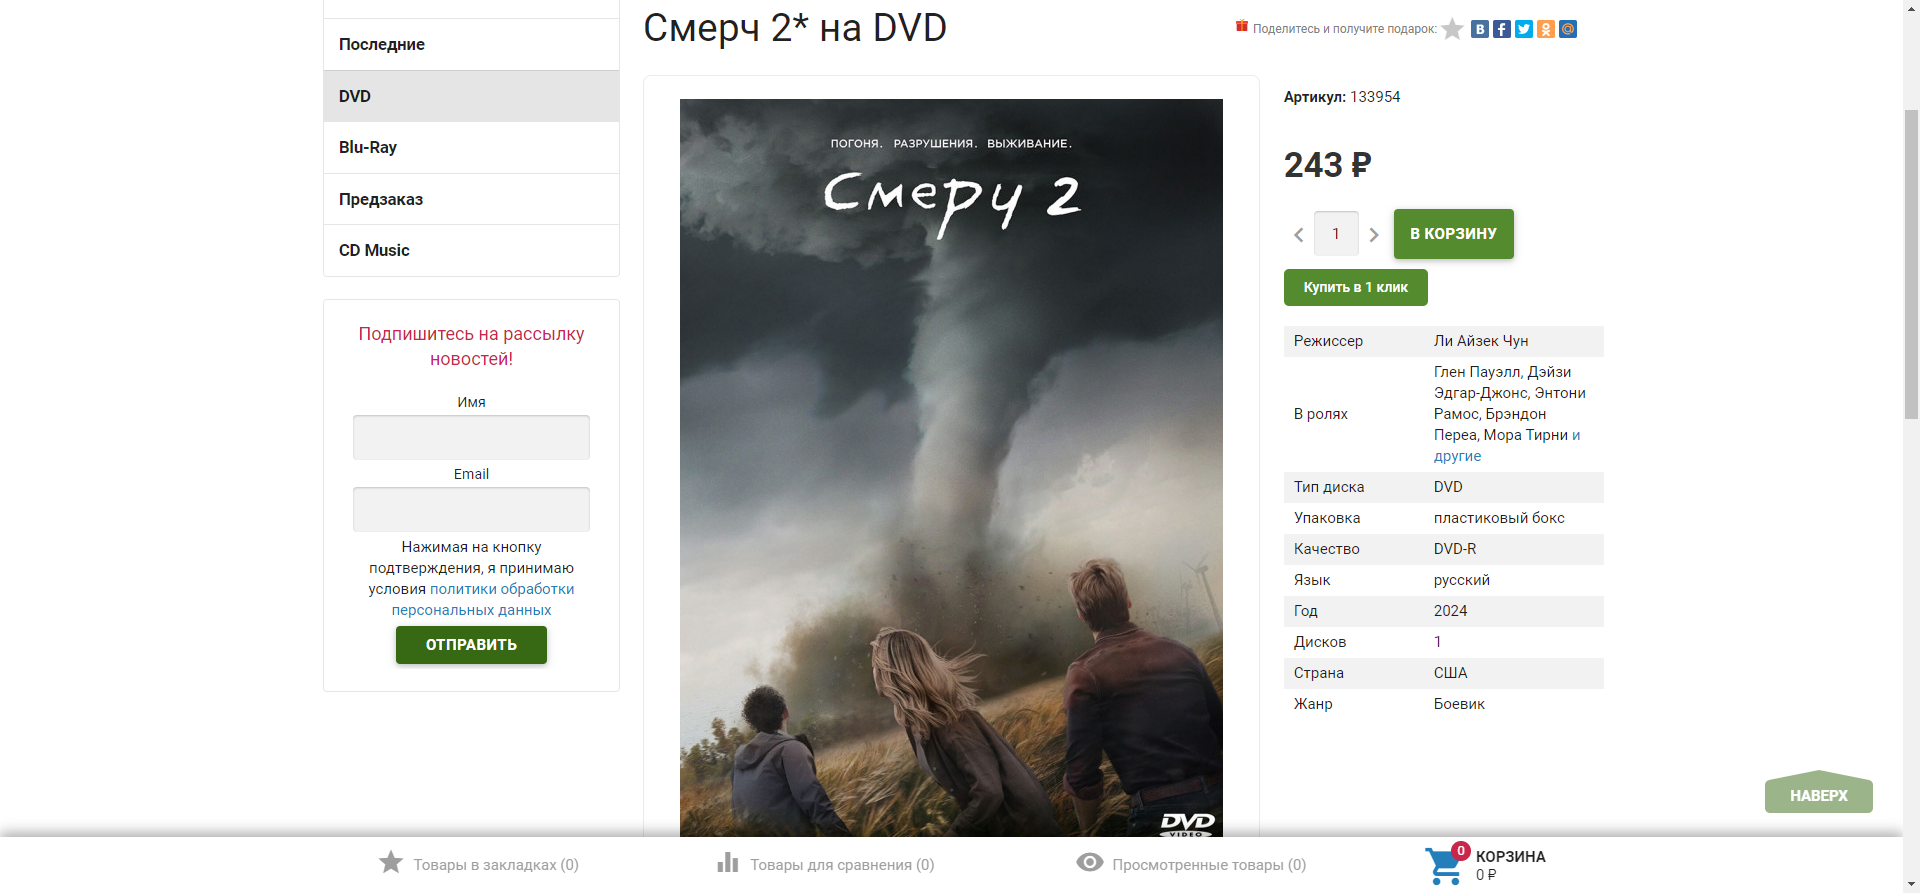 Последние
DVD
Blu-Ray
Предзаказ
CD Music
Подпишитесь на рассылку
новостей!
Имя
Email
Нажимая на кнопку
подтверждения, я принимаю
условия политики обработки
персональных данных
ОТПРАВИТЬ
Смерч 2* на DVD
Поделитесь и получите подарок:
ПОГОНЯ. РАЗРУШЕНИЯ. ВЫЖИВАНИЕ.
Смерч 2
DVD
VIDEO
Артикул: 133954
243 ₽
1
В КОРЗИНУ
Купить в 1 клик
Режиссер Ли Айзек Чун
В ролях Глен Пауэлл, Дэйзи
Эдгар-Джонс, Энтони
Рамос, Брэндон
Переа, Мора Тирни и
другие
Тип диска DVD
Упаковка пластиковый бокс
Качество DVD-R
Язык русский
Год 2024
Дисков 1
Страна США
Жанр Боевик
НАВЕРХ
Товары в закладках (0)
Товары для сравнения (0)
Просмотренные товары (0)
0
КОРЗИНА
0 ₽